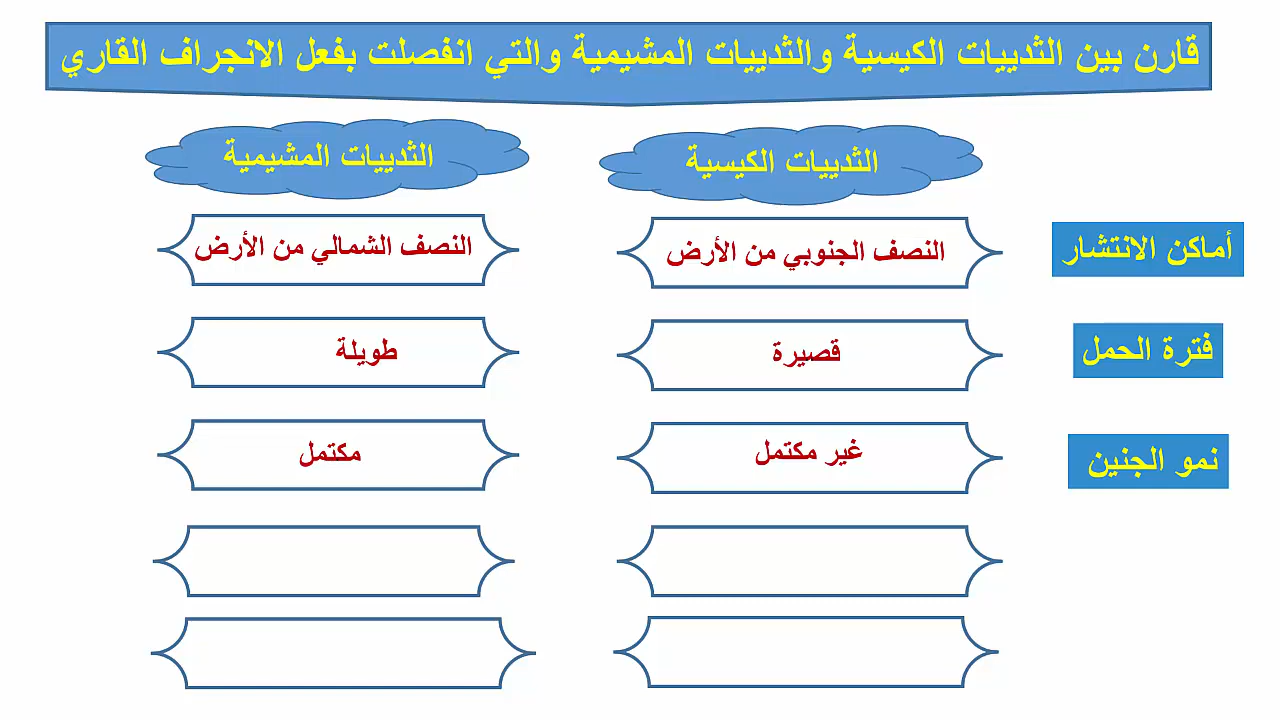 قارن بين الثدييات الكيسية والثدييات المشيمية والتي انفصلت بفعل الانجراف القاري
الثدييات الكيسية
الثدييات المشيمية
أماكن الانتشار
النصف الجنوبي من الأرض
النصف الشمالي من الأرض
فترة الحمل
قصيرة
طويلة
نمو الجنين
غير مكتمل
مكتمل